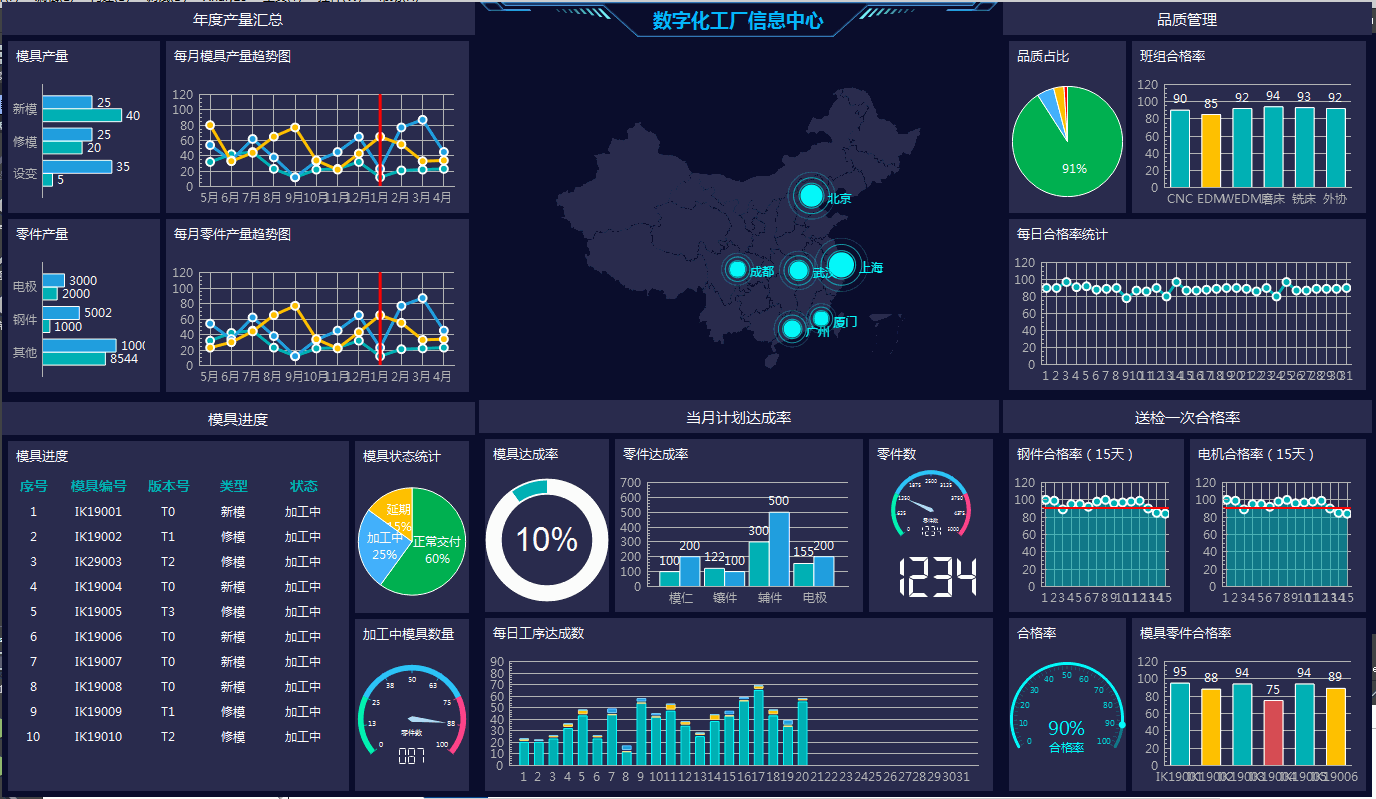 年度产量汇总
数字化工厂信息中心
品质管理
模具产量
新模
25
40
修模
25
20
设变
35
5
每月模具产量趋势图
120
100
80
60
40
20
0
5月 6月 7月 8月 9月 10月 11月 12月 1月 2月 3月 4月
零件产量
电极
3000
2000
钢件
5002
1000
其他
8544
每月零件产量趋势图
120
100
80
60
40
20
0
5月 6月 7月 8月 9月 10月 11月 12月 1月 2月 3月 4月
北京
成都
武汉
上海
厦门
广州
品质占比
91%
班组合格率
120
100
80
60
40
20
0
90 85 92 94 93 92
CNC EDM WEDM 磨床 铣床 外协
每日合格率统计
120
100
80
60
40
20
0
1 2 3 4 5 6 7 8 9 10 11 12 13 14 15 16 17 18 19 20 21 22 23 24 25 26 27 28 29 30 31
模具进度
模具进度
序号 模具编号 版本号 类型 状态
1 IK19001 T0 新模 加工中
2 IK19002 T1 修模 加工中
3 IK29003 T2 修模 加工中
4 IK19004 T0 新模 加工中
5 IK19005 T3 修模 加工中
6 IK19006 T0 新模 加工中
7 IK19007 T0 新模 加工中
8 IK19008 T0 新模 加工中
9 IK19009 T1 修模 加工中
10 IK19010 T2 修模 加工中
模具状态统计
延期
15%
加工中
25%
正常交付
60%
加工中模具数量
0
13
25
38
50
63
75
88
100
零件数
007
当月计划达成率
模具达成率
10%
零件达成率
700
600
500
400
300
200
100
0
100 200 122 100 300 500 155 200
模仁 镶件 辅件 电极
零件数
0
625
1250
1875
2500
3125
3750
4375
5000
零件数
1234
1234
每日工序达成数
90
80
70
60
50
40
30
20
10
0
1 2 3 4 5 6 7 8 9 10 11 12 13 14 15 16 17 18 19 20 21 22 23 24 25 26 27 28 29 30 31
送检一次合格率
钢件合格率（15天）
120
100
80
60
40
20
0
1 2 3 4 5 6 7 8 9 10 11 12 13 14 15
电机合格率（15天）
120
100
80
60
40
20
0
1 2 3 4 5 6 7 8 9 10 11 12 13 14 15
合格率
0
10
20
30
40
50
60
70
80
90
100
90%
合格率
模具零件合格率
120
100
80
60
40
20
0
95 88 94 75 94 89
IK19001 IK19002 IK19003 IK19004 IK19005 IK19006